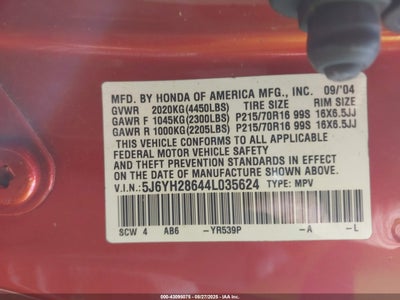 MFD. BY HONDA OF AMERICA MFG., INC. 09/'04
GVWR 2020KG(4450LBS) TIRE SIZE RIM SIZE
GAWR F 1045KG(2300LBS) P215/70R16 99S 16X6.5JJ
GAWR R 1000KG(2205LBS) P215/70R16 99S 16X6.5JJ
THIS VEHICLE CONFORMS TO ALL APPLICABLE
FEDERAL MOTOR VEHICLE SAFETY, BUMPER,
AND THEFT PREVENTION STANDARDS IN EFFECT ON
THE DATE OF MANUFACTURE SHOWN ABOVE.
V.I.N.:5J6YH28644L035624 TYPE: MPV
SCW 4 AB6 -YR539P -A -L
STOCK: 43099075 - 08/27/2025 - IAA, Inc.